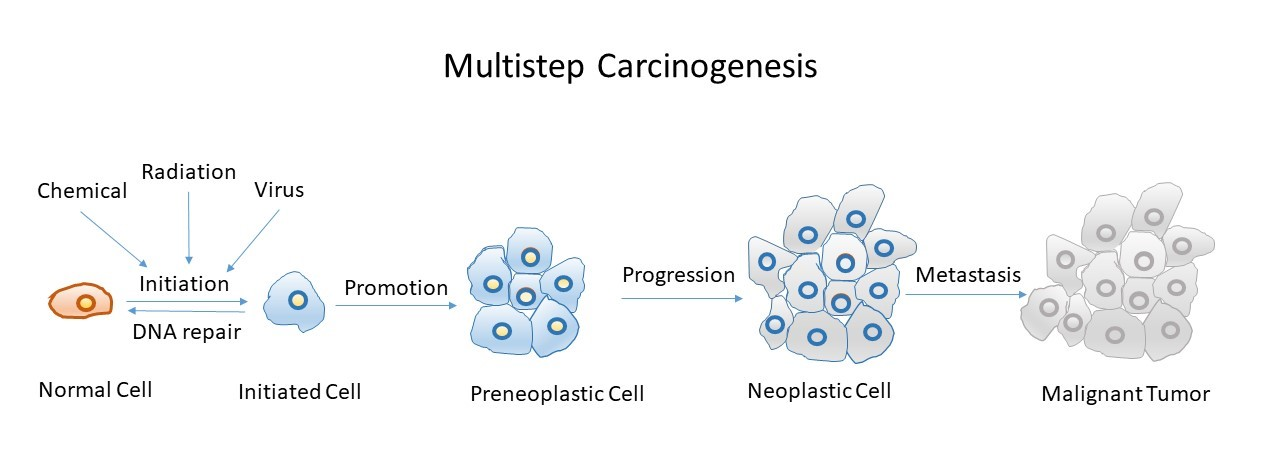 Multistep Carcinogenesis
Chemical
Radiation
Virus
Initiation
DNA repair
Promotion
Progression
Metastasis
Normal Cell
Initiated Cell
Preneoplastic Cell
Neoplastic Cell
Malignant Tumor